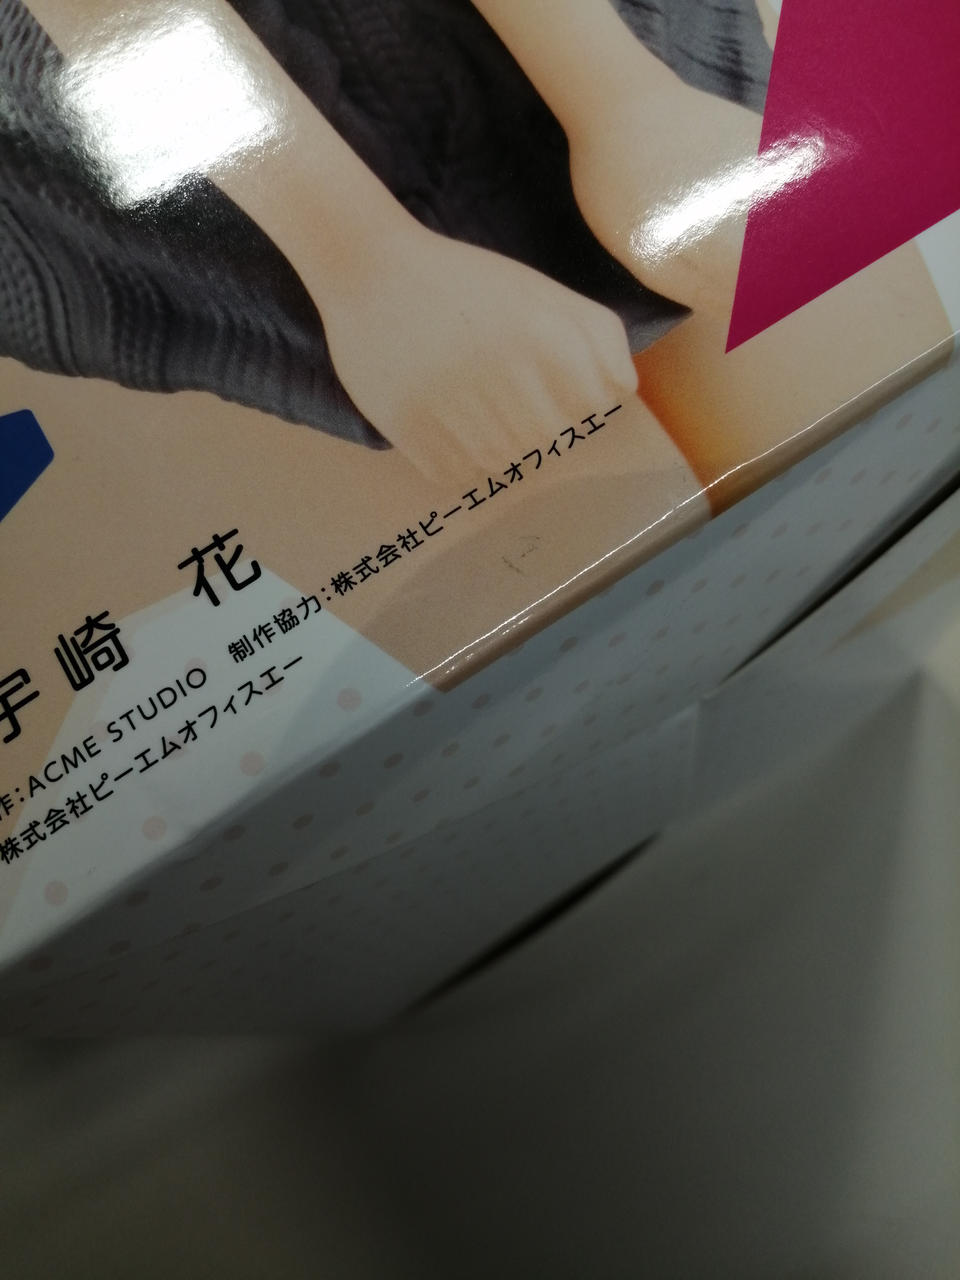 宇崎 花
作:ACME STUDIO 制作協力:株式会社ピーエムオフィスエー
株式会社ピーエムオフィスエー